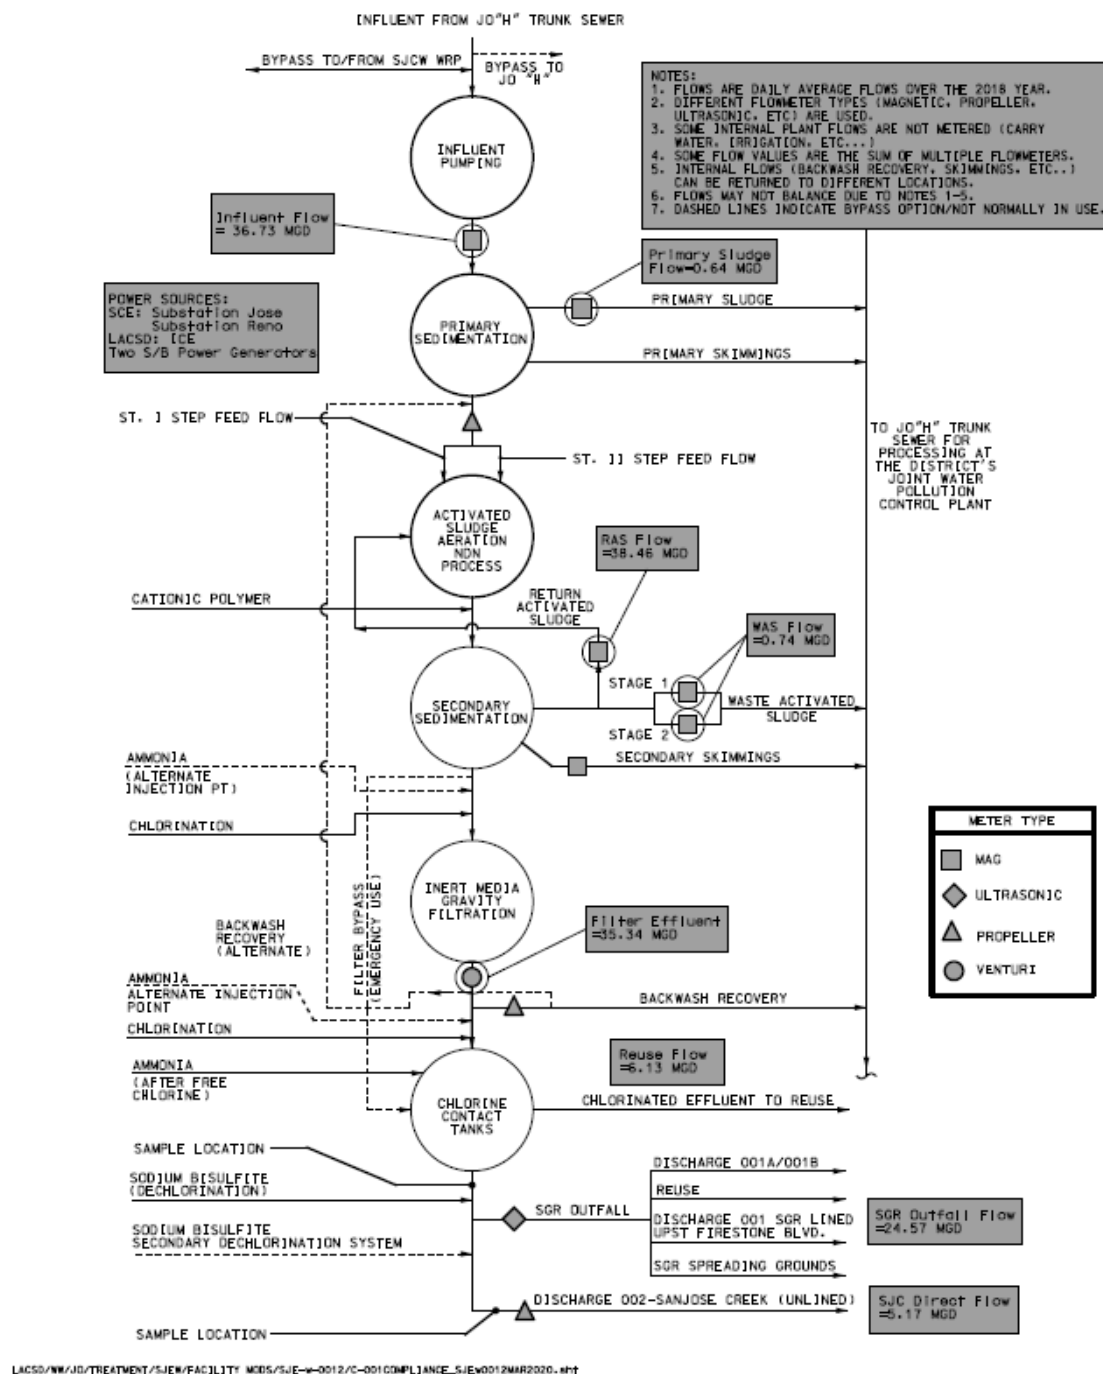 INFLUENT FROM JO"H" TRUNK SEWER
BYPASS TO/FROM SJCW WRP
BYPASS TO
JO "H"
NOTES:
1. FLOWS ARE DAILY AVERAGE FLOWS OVER THE 2018 YEAR.
2. DIFFERENT FLOWMETER TYPES (MAGNETIC, PROPELLER,
ULTRASONIC, ETC) ARE USED.
3. SOME INTERNAL PLANT FLOWS ARE NOT METERED (CARRY
WATER, IRRIGATION, ETC...)
4. SOME FLOW VALUES ARE THE SUM OF MULTIPLE FLOWMETERS.
5. INTERNAL FLOWS (BACKWASH RECOVERY, SKIMMINGS, ETC..)
CAN BE RETURNED TO DIFFERENT LOCATIONS.
6. FLOWS MAY NOT BALANCE DUE TO NOTES 1-5.
7. DASHED LINES INDICATE BYPASS OPTION/NOT NORMALLY IN USE.
INFLUENT
PUMPING
Influent Flow
= 36.73 MGD
Primary Sludge
Flow=0.64 MGD
POWER SOURCES:
SCE: Substation Jose
Substation Reno
LACSD: ICE
Two S/B Power Generators
PRIMARY
SEDIMENTATION
PRIMARY SLUDGE
PRIMARY SKIMMINGS
ST. I STEP FEED FLOW
ST. II STEP FEED FLOW
TO JO"H" TRUNK
SEWER FOR
PROCESSING AT
THE DISTRICT'S
JOINT WATER
POLLUTION
CONTROL PLANT
ACTIVATED
SLUDGE
AERATION
NDN
PROCESS
RAS Flow
=38.46 MGD
CATIONIC POLYMER
RETURN
ACTIVATED
SLUDGE
WAS Flow
=0.74 MGD
SECONDARY
SEDIMENTATION
STAGE 1
STAGE 2
WASTE ACTIVATED
SLUDGE
SECONDARY SKIMMINGS
AMMONIA
(ALTERNATE
INJECTION PT)
CHLORINATION
METER TYPE
MAG
ULTRASONIC
PROPELLER
VENTURI
INERT MEDIA
GRAVITY
FILTRATION
FILTER BYPASS
(EMERGENCY USE)
Filter Effluent
=35.34 MGD
BACKWASH
RECOVERY
(ALTERNATE)
AMMONIA
ALTERNATE INJECTION
POINT
CHLORINATION
BACKWASH RECOVERY
AMMONIA
(AFTER FREE
CHLORINE)
Reuse Flow
=6.13 MGD
CHLORINE
CONTACT
TANKS
CHLORINATED EFFLUENT TO REUSE
SAMPLE LOCATION
SODIUM BISULFITE
(DECHLORINATION)
SODIUM BISULFITE
SECONDARY DECHLORINATION SYSTEM
SGR OUTFALL
DISCHARGE 001A/001B
REUSE
DISCHARGE 001 SGR LINED
UPST FIRESTONE BLVD.
SGR SPREADING GROUNDS
SGR Outfall Flow
=24.57 MGD
DISCHARGE 002-SANJOSE CREEK (UNLINED)
SJC Direct Flow
=5.17 MGD
SAMPLE LOCATION
LACSD/WW/JO/TREATMENT/SJEW/FACILITY MODS/SJE-w-0012/C-001COMPLIANCE_SJEw0012MAR2020.sht